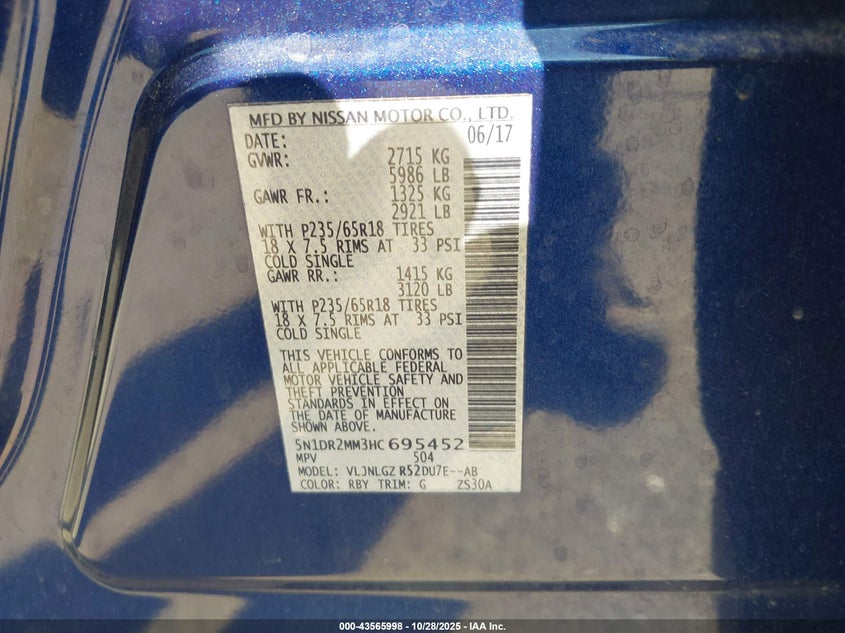 MFD BY NISSAN MOTOR CO., LTD.
DATE: 06/17
GVWR: 2715 KG
5986 LB
GAWR FR.: 1325 KG
2921 LB
WITH P235/65R18 TIRES
18 X 7.5 RIMS AT 33 PSI
COLD SINGLE
GAWR RR.: 1415 KG
3120 LB
WITH P235/65R18 TIRES
18 X 7.5 RIMS AT 33 PSI
COLD SINGLE
THIS VEHICLE CONFORMS TO
ALL APPLICABLE FEDERAL
MOTOR VEHICLE SAFETY AND
THEFT PREVENTION
STANDARDS IN EFFECT ON
THE DATE OF MANUFACTURE
SHOWN ABOVE.
5N1DR2MM3HC695452
MPV S04
MODEL: VLJNLGZ R52DU7E--AB
COLOR: RBY TRIM: G ZS30A
000-43565998 - 10/28/2025 - IAA Inc.